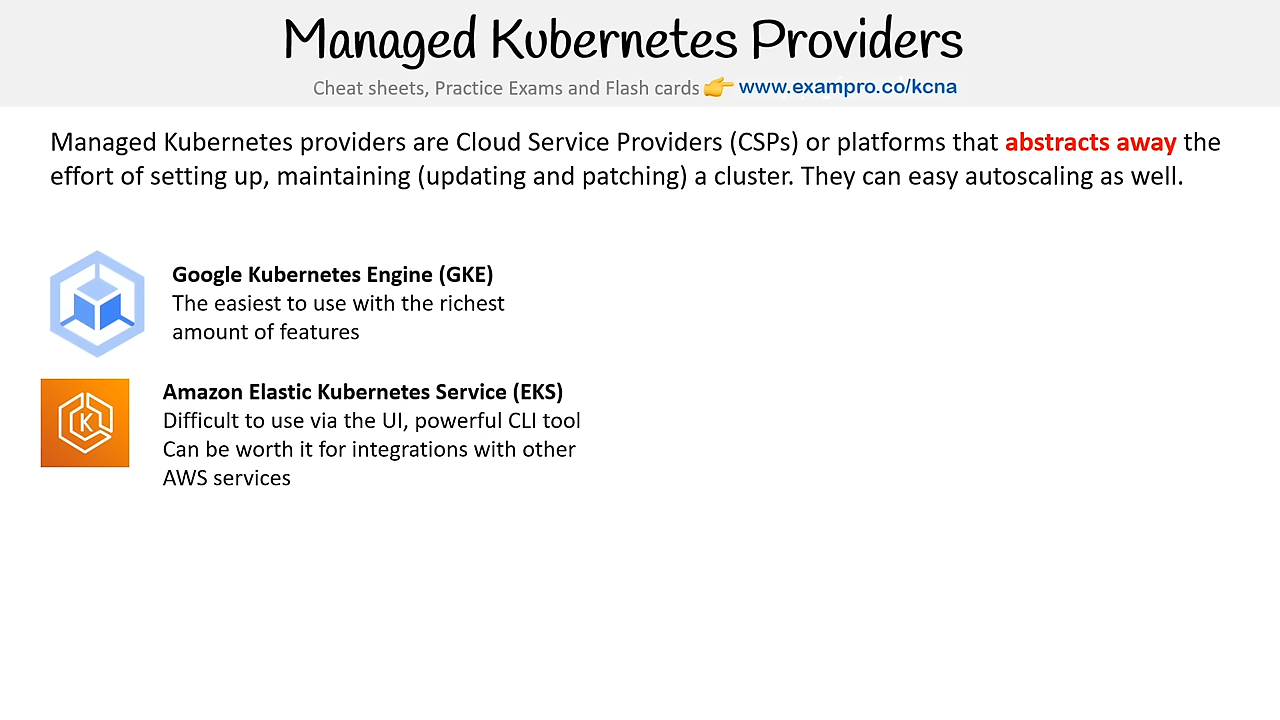 Managed Kubernetes Providers
Cheat sheets, Practice Exams and Flash cards 👉 www.exampro.co/kcna
Managed Kubernetes providers are Cloud Service Providers (CSPs) or platforms that abstracts away the
effort of setting up, maintaining (updating and patching) a cluster. They can easy autoscaling as well.
Google Kubernetes Engine (GKE)
The easiest to use with the richest
amount of features
K
Amazon Elastic Kubernetes Service (EKS)
Difficult to use via the UI, powerful CLI tool
Can be worth it for integrations with other
AWS services